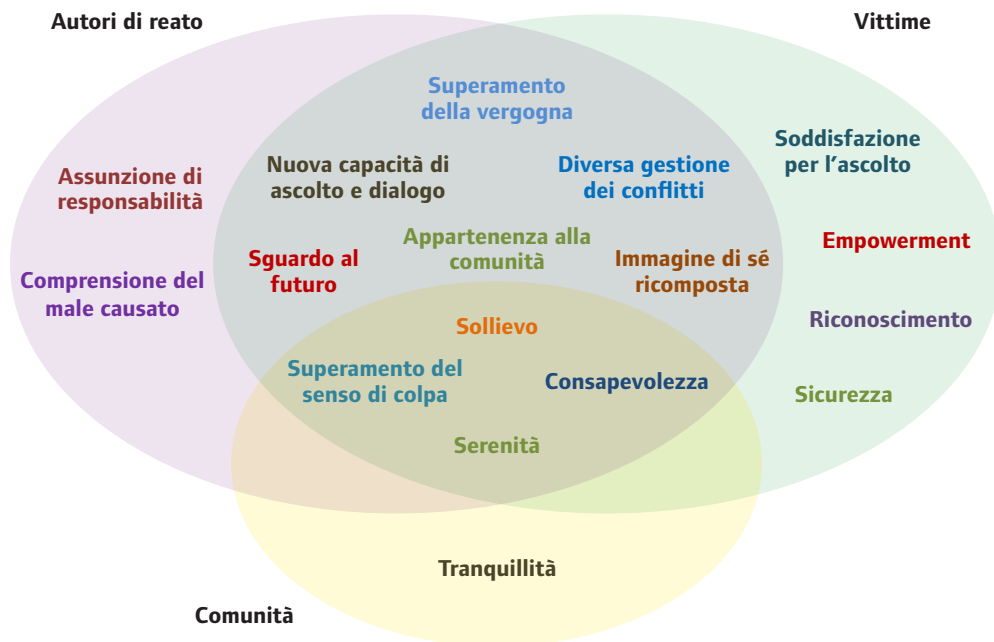 Autori di reato
Vittime
Superamento
della vergogna
Soddisfazione
per l'ascolto
Nuova capacità di
ascolto e dialogo
Diversa gestione
dei conflitti
Assunzione di
responsabilità
Empowerment
Appartenenza alla
comunità
Sguardo al
futuro
Immagine di sé
ricomposta
Comprensione del
male causato
Riconoscimento
Sollievo
Superamento del
senso di colpa
Consapevolezza
Sicurezza
Serenità
Tranquillità
Comunità